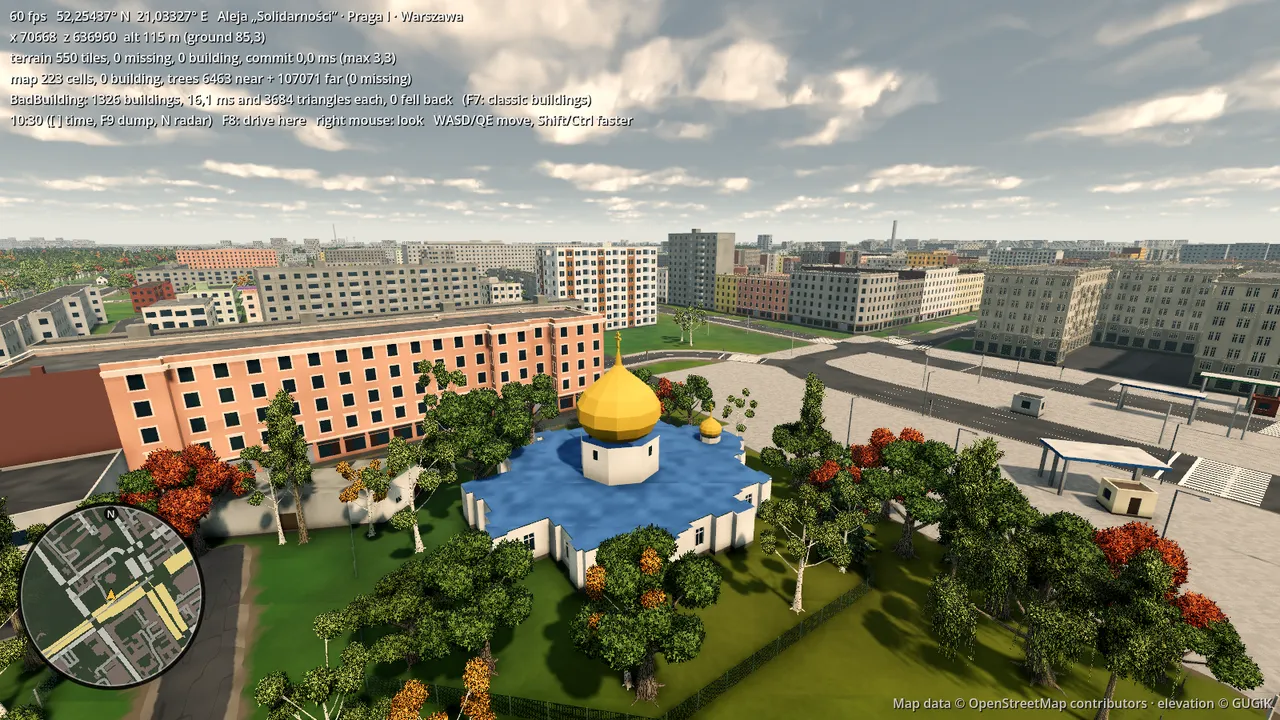 60 fps   52,25437° N  21,03327° E   Aleja „Solidarności” · Praga I · Warszawa
x 70668  z 636960  alt 115 m (ground 85,3)
terrain 550 tiles, 0 missing, 0 building, commit 0,0 ms (max 3,3)
map 223 cells, 0 building, trees 6463 near + 107071 far (0 missing)
BadBuilding: 1326 buildings, 16,1 ms and 3684 triangles each, 0 fell back   (F7: classic buildings)
10:30 ([ ] time, F9 dump, N radar)   F8: drive here   right mouse: look   WASD/QE move, Shift/Ctrl faster
N
Map data © OpenStreetMap contributors · elevation © GUGIK